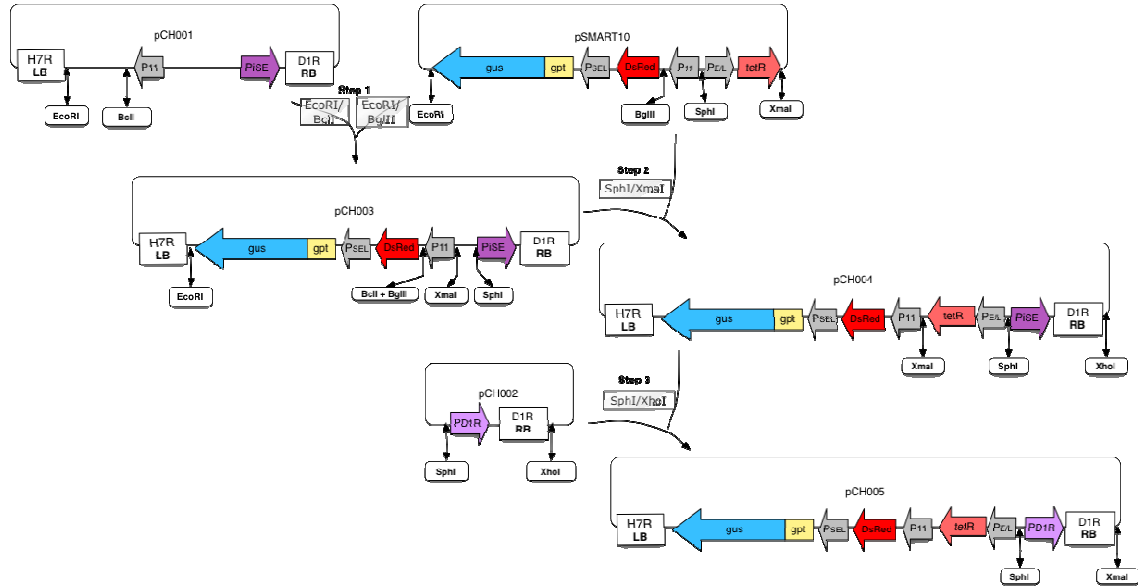 pCH001
H7R
LB
P11
PiSE
D1R
RB
EcoRI
BclI
pSMART10
gus
gpt
PSEL
DsRed
P11
PE/L
tetR
EcoRI
BglII
SphI
XmaI
Step 1
EcoRI/
BclI
EcoRI/
BglII
Step 2
SphI/XmaI
pCH003
H7R
LB
gus
gpt
PSEL
DsRed
P11
PiSE
D1R
RB
EcoRI
BclI + BglII
XmaI
SphI
pCH004
H7R
LB
gus
gpt
PSEL
DsRed
P11
tetR
PE/L
PiSE
D1R
RB
XmaI
SphI
XhoI
pCH002
PD1R
D1R
RB
SphI
XhoI
Step 3
SphI/XhoI
pCH005
H7R
LB
gus
gpt
PSEL
DsRed
P11
tetR
PE/L
PD1R
D1R
RB
SphI
XmaI